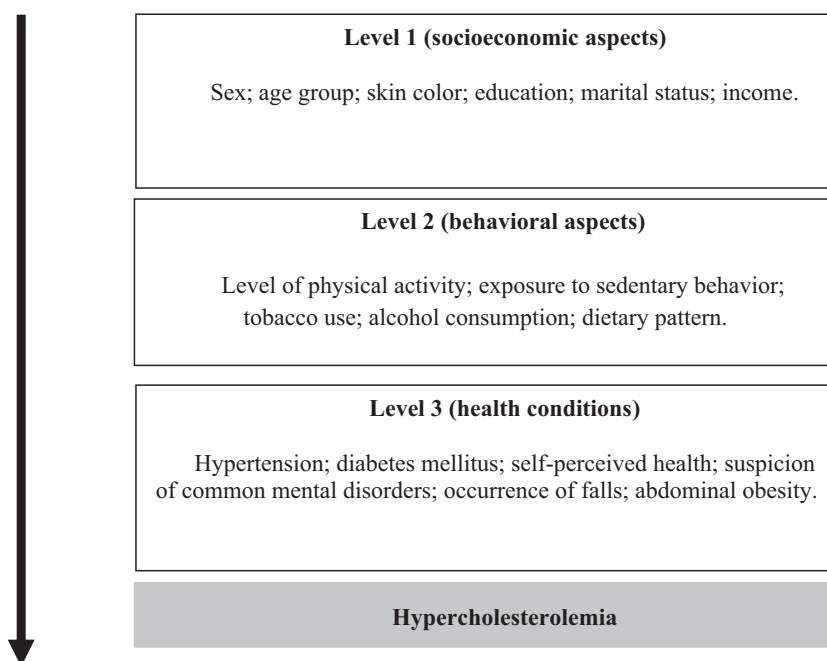 Level 1 (socioeconomic aspects)
Sex; age group; skin color; education; marital status; income.
Level 2 (behavioral aspects)
Level of physical activity; exposure to sedentary behavior;
tobacco use; alcohol consumption; dietary pattern.
Level 3 (health conditions)
Hypertension; diabetes mellitus; self-perceived health; suspicion
of common mental disorders; occurrence of falls; abdominal obesity.
Hypercholesterolemia